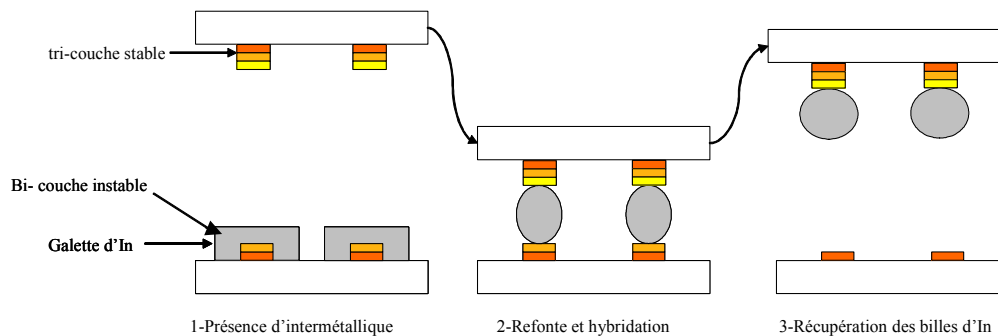 tri-couche stable
Bi- couche instable
Galette d'In
1-Présence d'intermétallique
2-Refonte et hybridation
3-Récupération des billes d'In